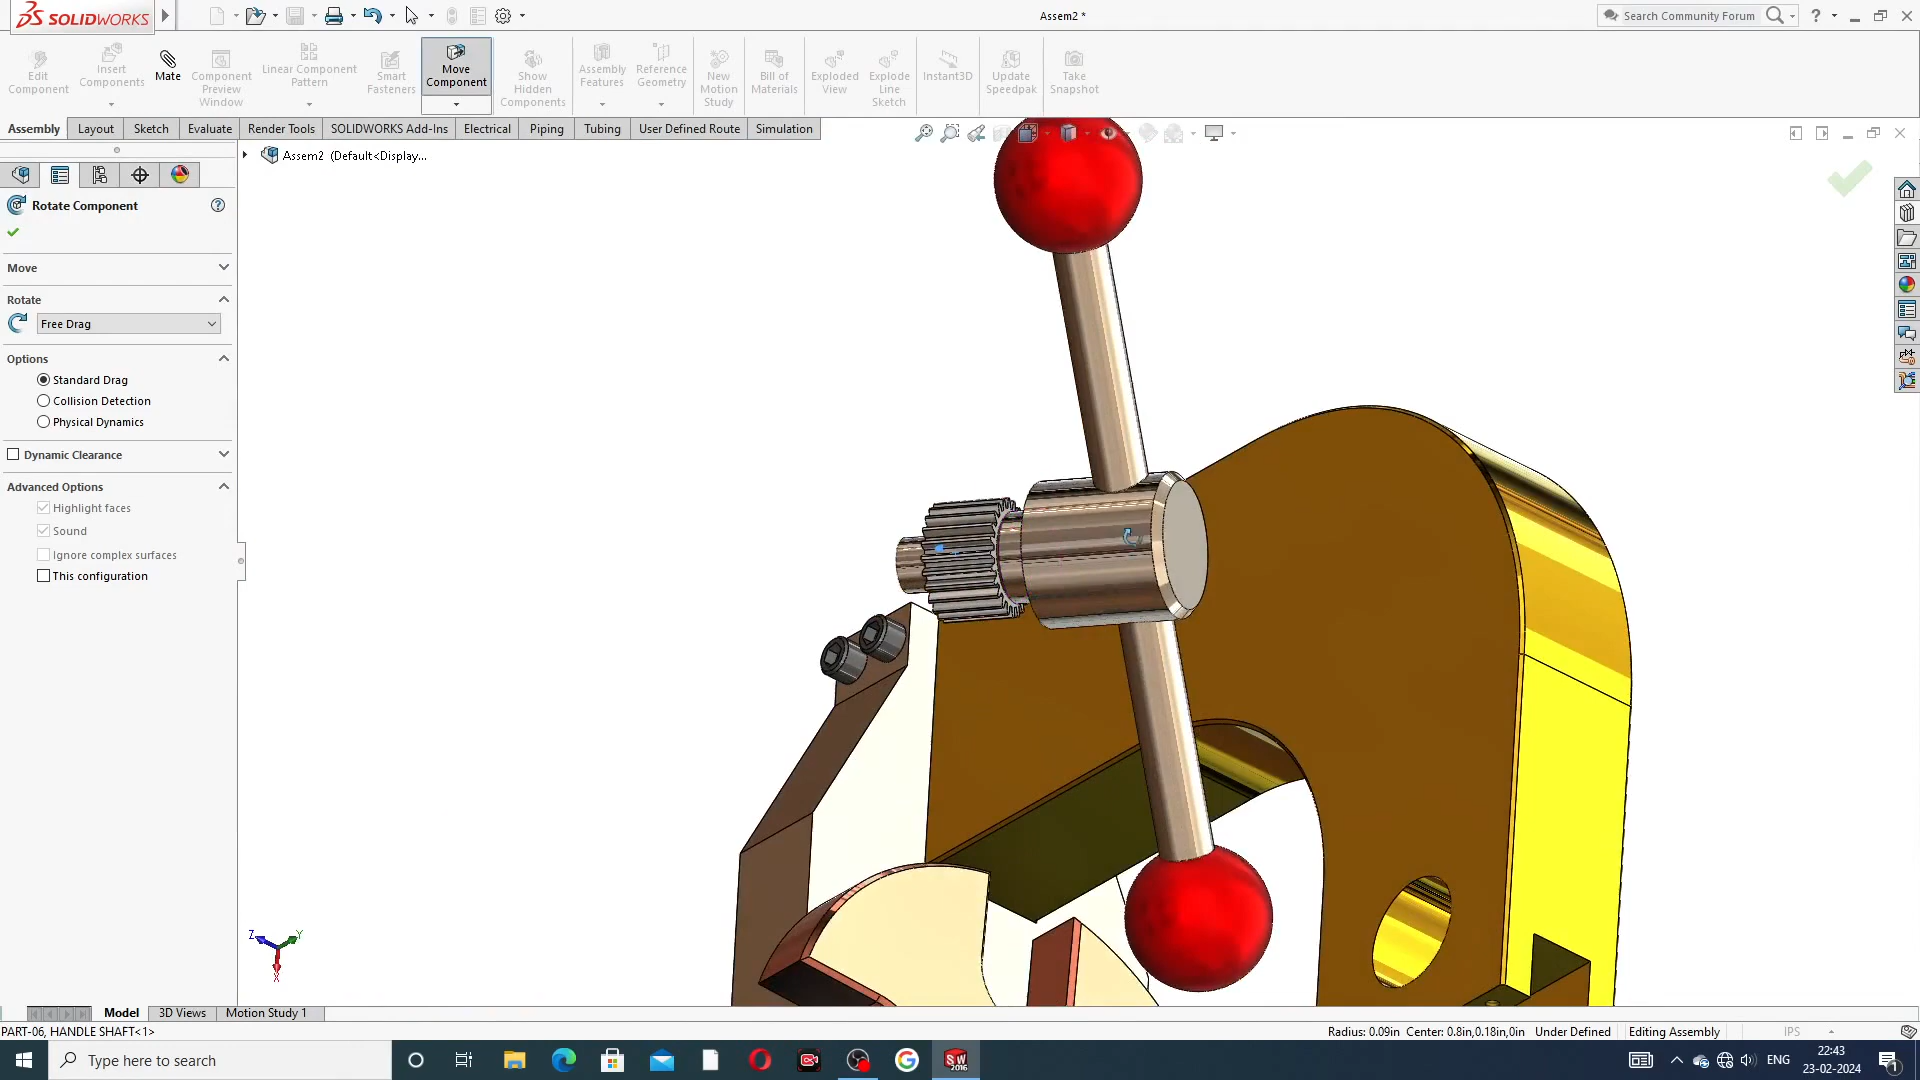 SOLIDWORKS
Assem2 *
Search Community Forum
?
Edit Component
Insert Components
Mate
Component Preview Window
Linear Component Pattern
Smart Fasteners
Move Component
Show Hidden Components
Assembly Features
Reference Geometry
New Motion Study
Bill of Materials
Exploded View
Explode Line Sketch
Instant3D
Update Speedpak
Take Snapshot
Assembly
Layout
Sketch
Evaluate
Render Tools
SOLIDWORKS Add-Ins
Electrical
Piping
Tubing
User Defined Route
Simulation
Assem2 (Default<Display...
Rotate Component
?
Move
Rotate
Free Drag
Options
Standard Drag
Collision Detection
Physical Dynamics
Dynamic Clearance
Advanced Options
Highlight faces
Sound
Ignore complex surfaces
This configuration
Z
Y
X
Model
3D Views
Motion Study 1
PART-06, HANDLE SHAFT<1>
Radius: 0.09in Center: 0.8in,0.18in,0in
Under Defined
Editing Assembly
IPS
Type here to search
SW 2016
ENG
22:43
23-02-2024
1